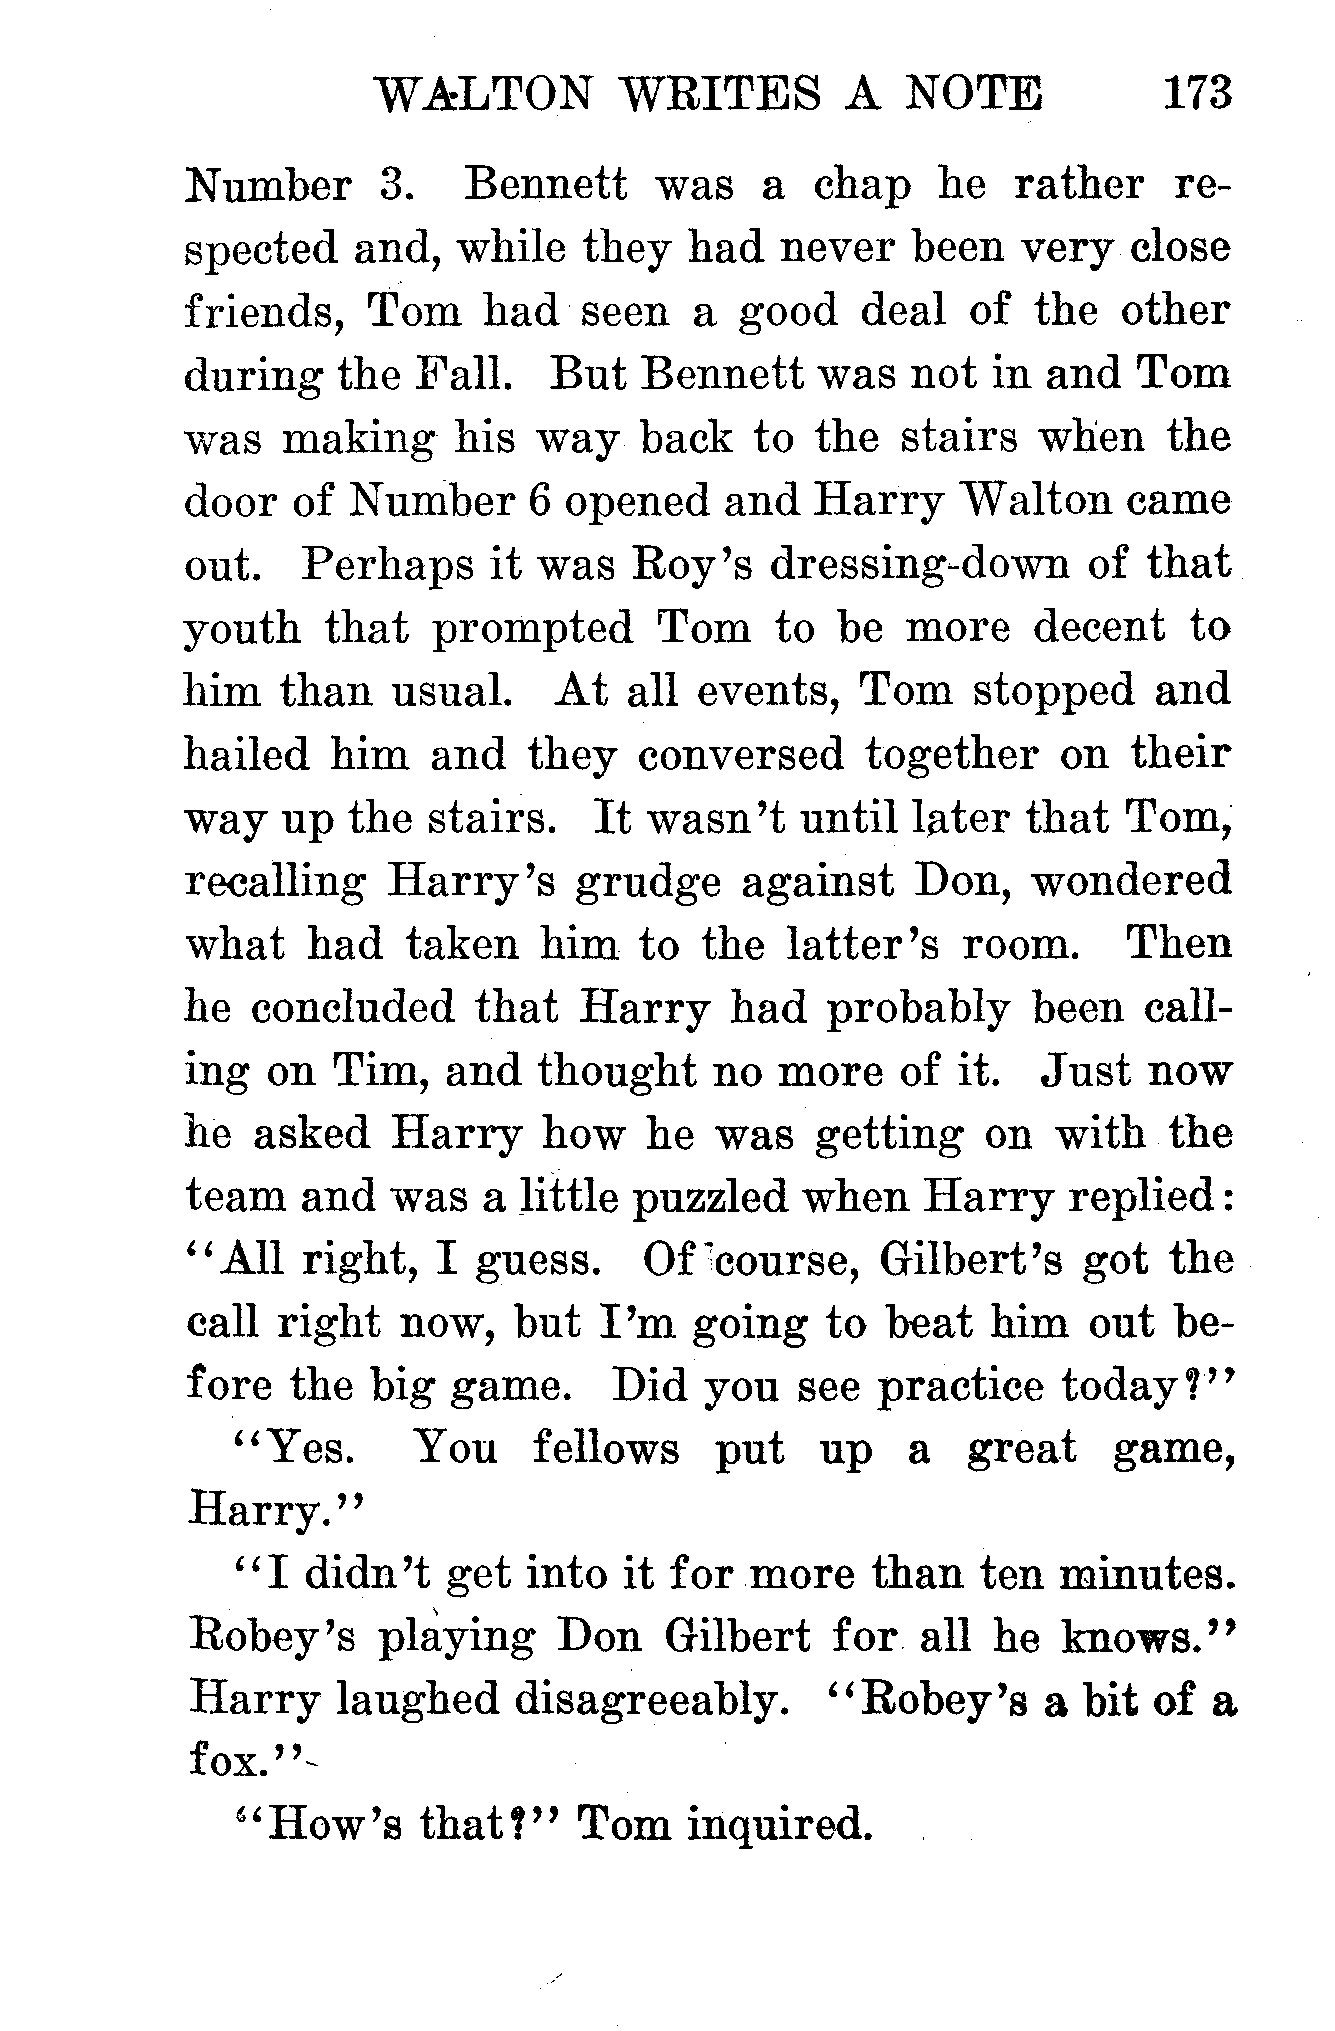 WALTON WRITES A NOTE 173
Number 3. Bennett was a chap he rather re-
spected and, while they had never been very close
friends, Tom had seen a good deal of the other
during the Fall. But Bennett was not in and Tom
was making his way back to the stairs when the
door of Number 6 opened and Harry Walton came
out. Perhaps it was Roy's dressing-down of that
youth that prompted Tom to be more decent to
him than usual. At all events, Tom stopped and
hailed him and they conversed together on their
way up the stairs. It wasn't until later that Tom,
recalling Harry's grudge against Don, wondered
what had taken him to the latter's room. Then
he concluded that Harry had probably been call-
ing on Tim, and thought no more of it. Just now
he asked Harry how he was getting on with the
team and was a little puzzled when Harry replied:
"All right, I guess. Of course, Gilbert's got the
call right now, but I'm going to beat him out be-
fore the big game. Did you see practice today?"
"Yes. You fellows put up a great game,
Harry."
"I didn't get into it for more than ten minutes.
Robey's playing Don Gilbert for all he knows."
Harry laughed disagreeably. "Robey's a bit of a
fox."
"How's that?" Tom inquired.